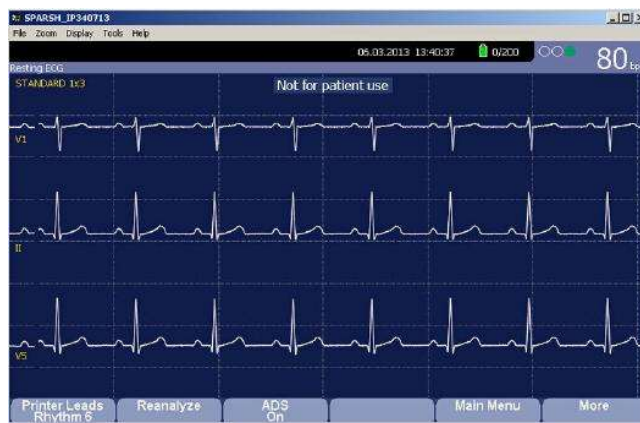 SPARSH_IP340713
File Zoom Display Tools Help
06.03.2013 13:40:37 0/200
80
Resting ECG
STANDARD 1x3
Not for patient use
V1
II
V5
Printer Leads Reanalyze ADS Main Menu More
Rhythm 6 On